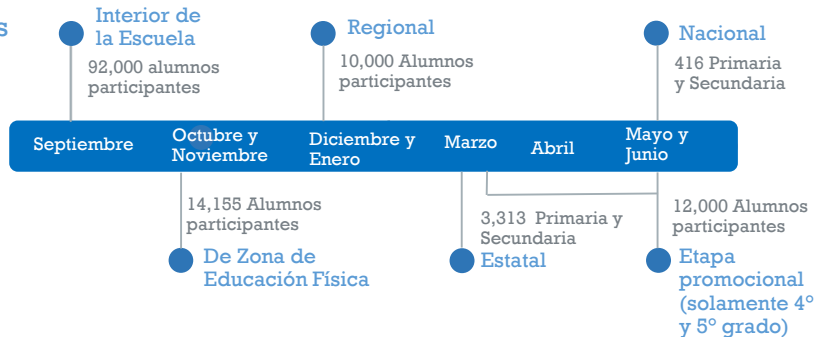 s
Interior de
la Escuela
92,000 alumnos
participantes
Regional
10,000 Alumnos
participantes
Nacional
416 Primaria
y Secundaria
Septiembre
Octubre y
Noviembre
Diciembre y
Enero
Marzo
Abril
Mayo y
Junio
14,155 Alumnos
participantes
De Zona de
Educación Física
3,313 Primaria y
Secundaria
Estatal
12,000 Alumnos
participantes
Etapa
promocional
(solamente 4°
y 5° grado)